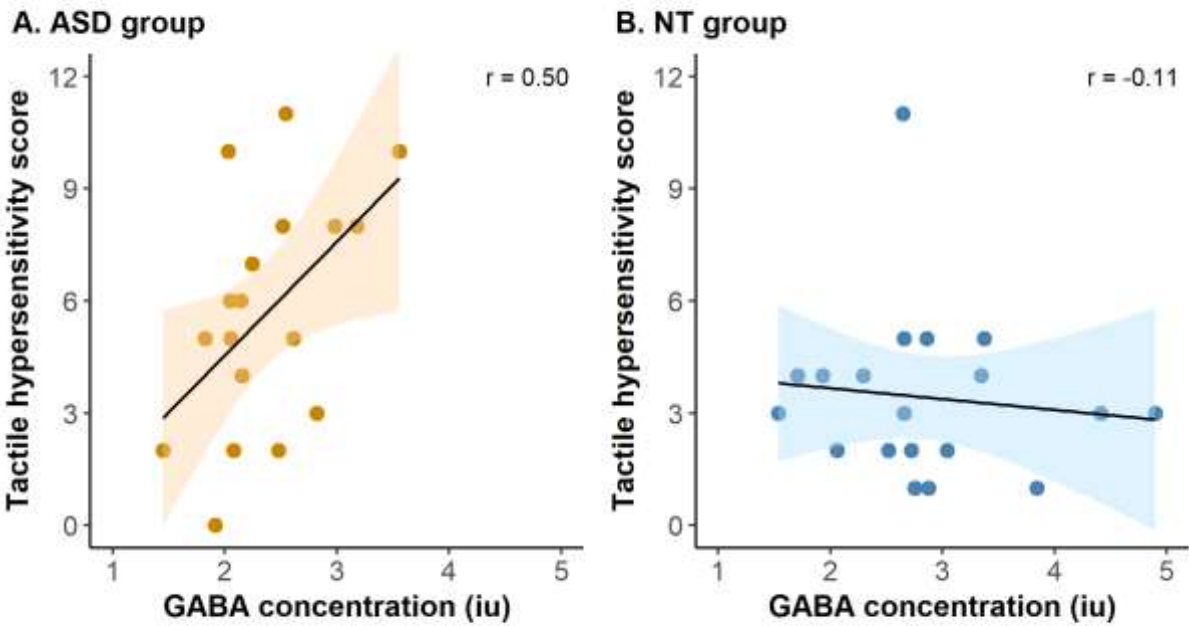 A. ASD group
r = 0.50
Tactile hypersensitivity score
12
9
6
3
0
1 2 3 4 5
GABA concentration (iu)
B. NT group
r = -0.11
Tactile hypersensitivity score
12
9
6
3
0
1 2 3 4 5
GABA concentration (iu)